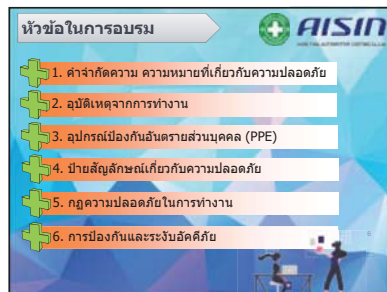 หัวข้อในการอบรม
AISIN
1. คำจำกัดความ ความหมายที่เกี่ยวกับความปลอดภัย
2. อุบัติเหตุจากการทำงาน
3. อุปกรณ์ป้องกันอันตรายส่วนบุคคล (PPE)
4. ป้ายสัญลักษณ์เกี่ยวกับความปลอดภัย
5. กฎความปลอดภัยในการทำงาน
6. การป้องกันและระงับอัคคีภัย